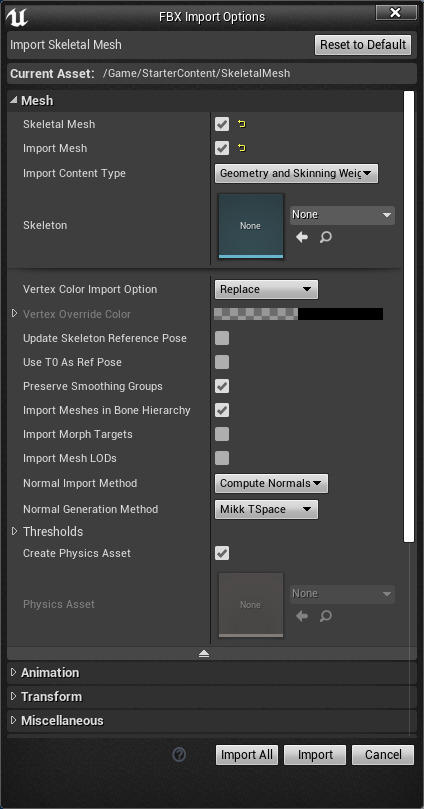 FBX Import Options
Import Skeletal Mesh
Reset to Default
Current Asset: /Game/StarterContent/SkeletalMesh
Mesh
Skeletal Mesh
Import Mesh
Import Content Type
Geometry and Skinning Weig
Skeleton
None
None
Vertex Color Import Option
Replace
Vertex Override Color
Update Skeleton Reference Pose
Use T0 As Ref Pose
Preserve Smoothing Groups
Import Meshes in Bone Hierarchy
Import Morph Targets
Import Mesh LODs
Normal Import Method
Compute Normals
Normal Generation Method
Mikk TSpace
Thresholds
Create Physics Asset
Physics Asset
None
None
Animation
Transform
Miscellaneous
Import All
Import
Cancel